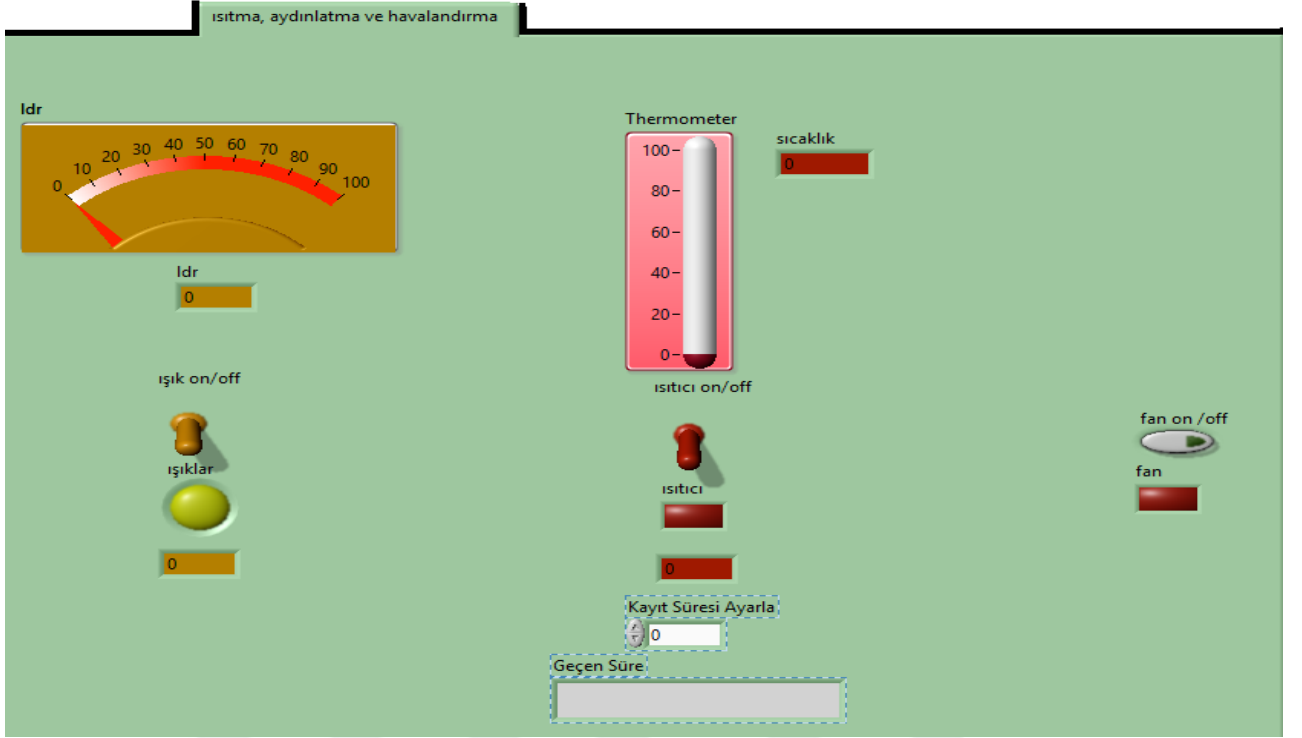 ısıtma, aydınlatma ve havalandırma
ldr
0 10 20 30 40 50 60 70 80 90 100
ldr
0
ışık on/off
ışıklar
0
Thermometer
100
80
60
40
20
0
sıcaklık
0
ısıtıcı on/off
ısıtıcı
0
Kayıt Süresi Ayarla
0
Geçen Süre
fan on /off
fan